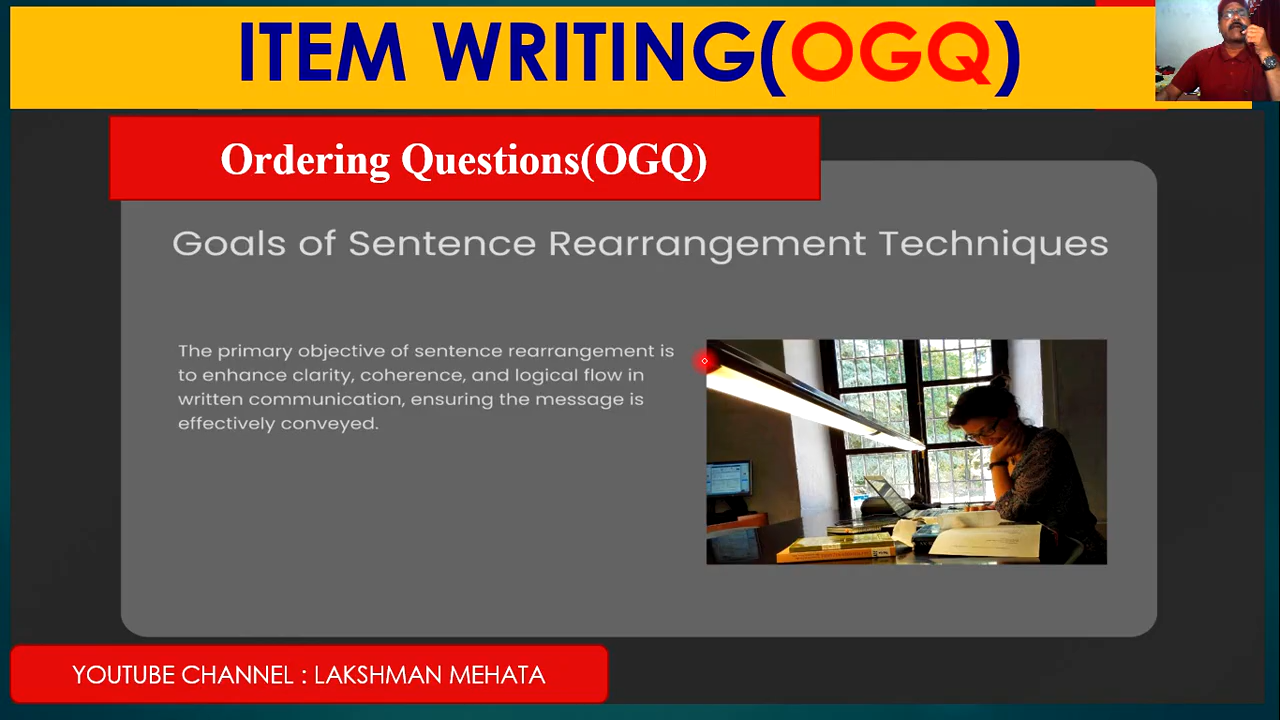 ITEM WRITING(OGQ)
Ordering Questions(OGQ)
Goals of Sentence Rearrangement Techniques
The primary objective of sentence rearrangement is
to enhance clarity, coherence, and logical flow in
written communication, ensuring the message is
effectively conveyed.
YOUTUBE CHANNEL : LAKSHMAN MEHATA